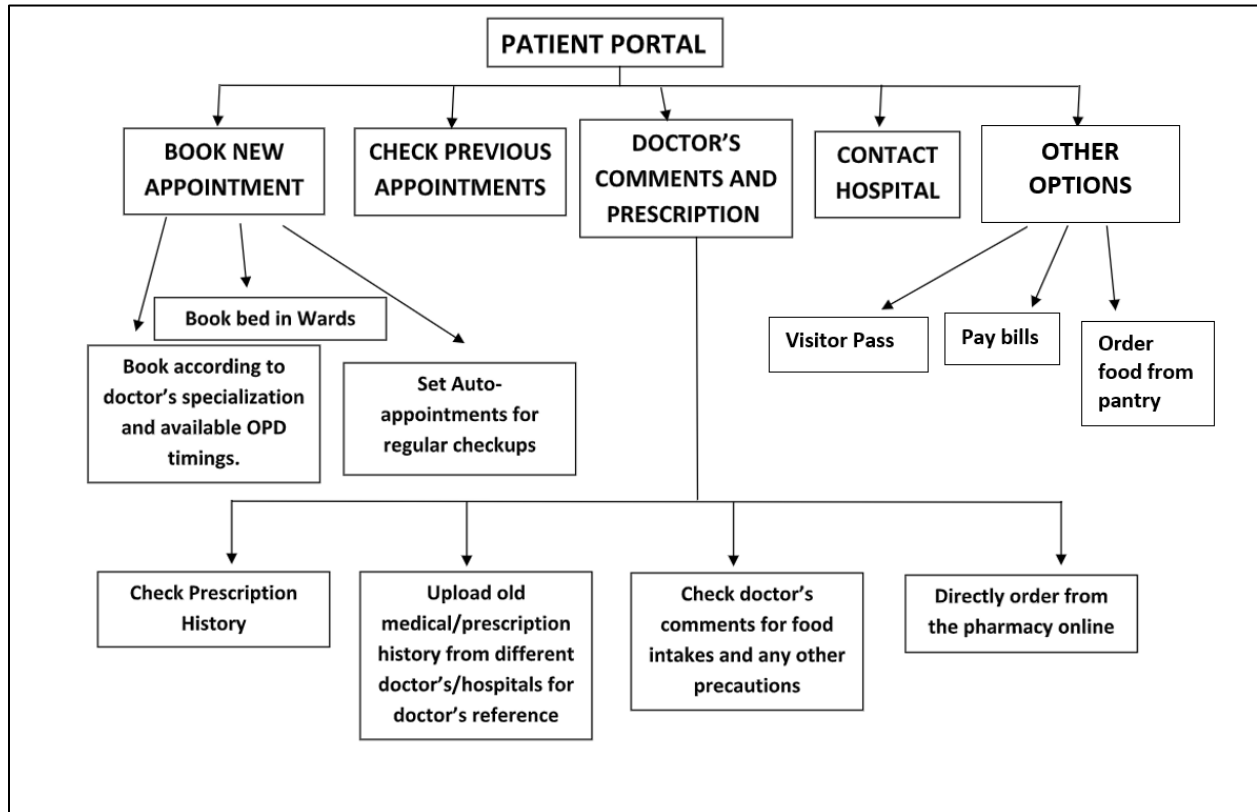 PATIENT PORTAL
BOOK NEW
APPOINTMENT
CHECK PREVIOUS
APPOINTMENTS
DOCTOR’S
COMMENTS AND
PRESCRIPTION
CONTACT
HOSPITAL
OTHER
OPTIONS
Book bed in Wards
Book according to
doctor’s specialization
and available OPD
timings.
Set Auto-
appointments for
regular checkups
Visitor Pass
Pay bills
Order
food from
pantry
Check Prescription
History
Upload old
medical/prescription
history from different
doctor’s/hospitals for
doctor’s reference
Check doctor’s
comments for food
intakes and any other
precautions
Directly order from
the pharmacy online